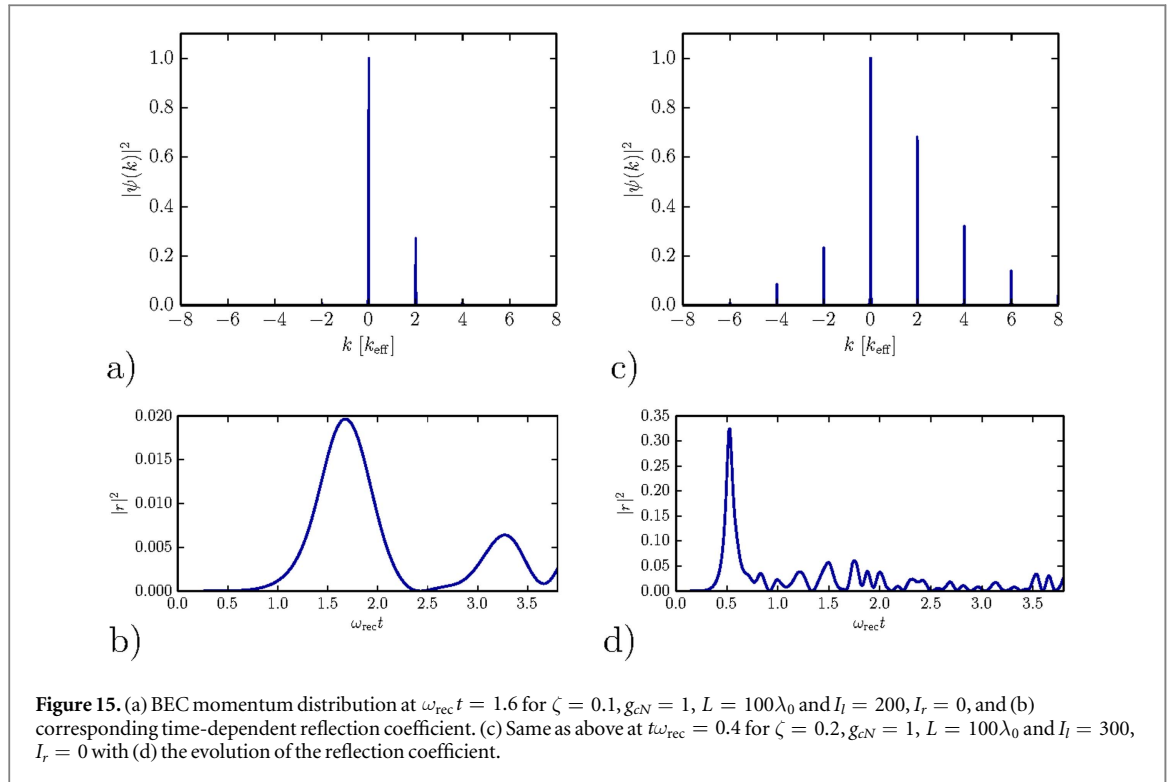 1.0
0.8
0.6
0.4
0.2
0.0
|ψ(k)|²
−8 −6 −4 −2 0 2 4 6 8
k [k_eff]
a)
1.0
0.8
0.6
0.4
0.2
0.0
|ψ(k)|²
−8 −6 −4 −2 0 2 4 6 8
k [k_eff]
c)
0.020
0.015
0.010
0.005
0.000
|r|²
0.0 0.5 1.0 1.5 2.0 2.5 3.0 3.5
ω_rec t
b)
0.35
0.30
0.25
0.20
0.15
0.10
0.05
0.00
|r|²
0.0 0.5 1.0 1.5 2.0 2.5 3.0 3.5
ω_rec t
d)
Figure 15. (a) BEC momentum distribution at ω_rec t = 1.6 for ζ = 0.1, g_cN = 1, L = 100λ₀ and I_l = 200, I_r = 0, and (b)
corresponding time-dependent reflection coefficient. (c) Same as above at tω_rec = 0.4 for ζ = 0.2, g_cN = 1, L = 100λ₀ and I_l = 300,
I_r = 0 with (d) the evolution of the reflection coefficient.